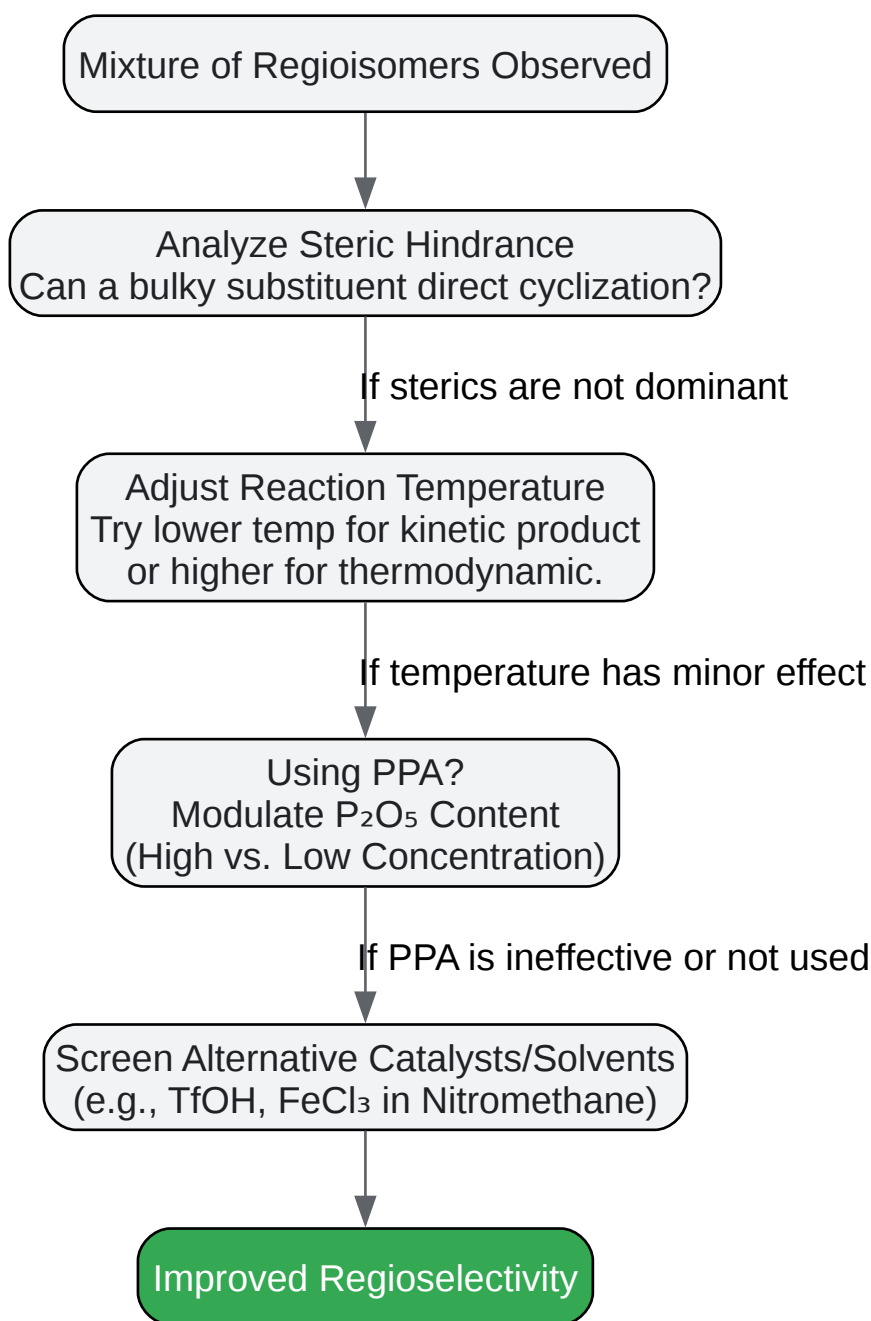 Mixture of Regioisomers Observed
Analyze Steric Hindrance
Can a bulky substituent direct cyclization?
If sterics are not dominant
Adjust Reaction Temperature
Try lower temp for kinetic product
or higher for thermodynamic.
If temperature has minor effect
Using PPA?
Modulate P₂O₅ Content
(High vs. Low Concentration)
If PPA is ineffective or not used
Screen Alternative Catalysts/Solvents
(e.g., TfOH, FeCl₃ in Nitromethane)
Improved Regioselectivity